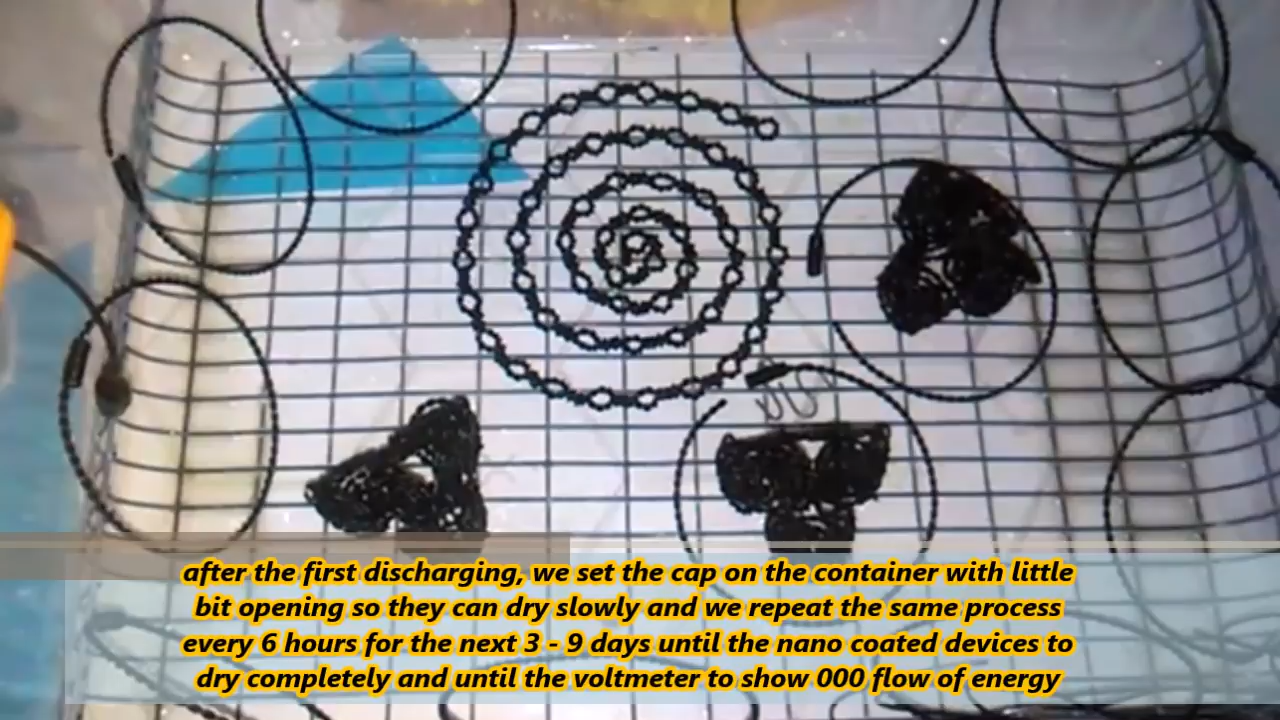 after the first discharging, we set the cap on the container with little
bit opening so they can dry slowly and we repeat the same process
every 6 hours for the next 3 - 9 days until the nano coated devices to
dry completely and until the voltmeter to show 000 flow of energy